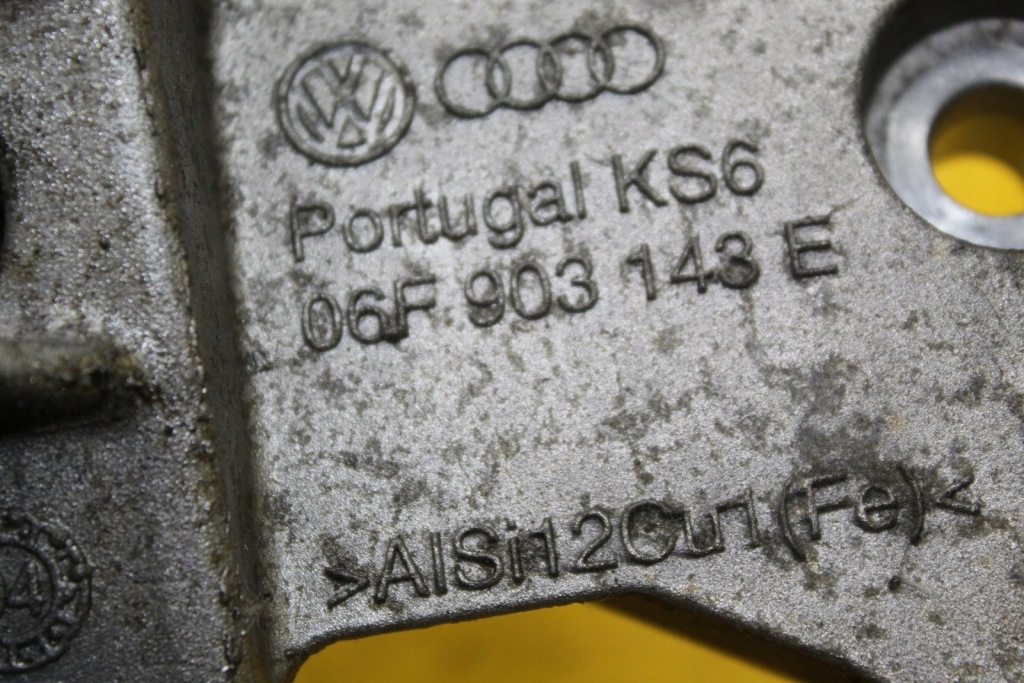 Portugal KS6
06F 903 143 E
>AlSi12Cu1(Fe)<